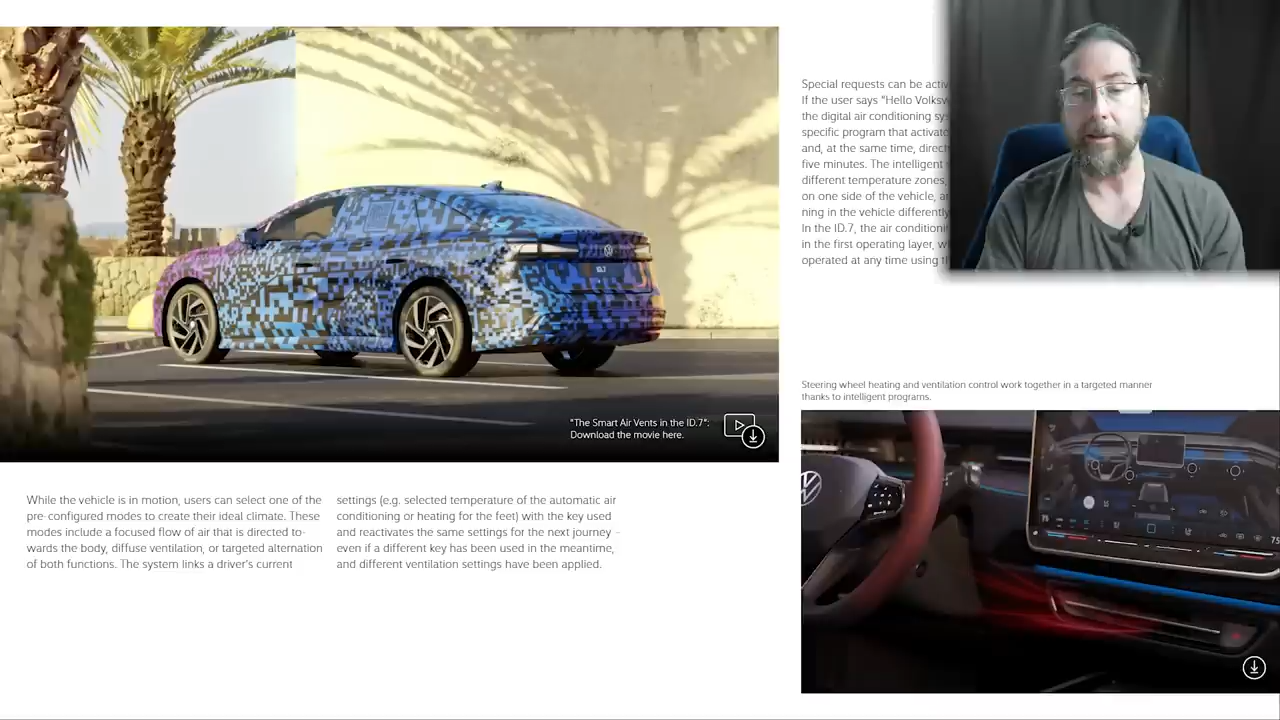 ID.7
"The Smart Air Vents in the ID.7":
Download the movie here.
While the vehicle is in motion, users can select one of the
pre-configured modes to create their ideal climate. These
modes include a focused flow of air that is directed to-
wards the body, diffuse ventilation, or targeted alternation
of both functions. The system links a driver's current
settings (e.g. selected temperature of the automatic air
conditioning or heating for the feet) with the key used
and reactivates the same settings for the next journey –
even if a different key has been used in the meantime,
and different ventilation settings have been applied.
Special requests can be activ
If the user says "Hello Volksw
the digital air conditioning sys
specific program that activate
and, at the same time, direct
five minutes. The intelligent
different temperature zones,
on one side of the vehicle, an
ning in the vehicle differently
In the ID.7, the air conditioni
in the first operating layer, w
operated at any time using t
Steering wheel heating and ventilation control work together in a targeted manner
thanks to intelligent programs.
75
75